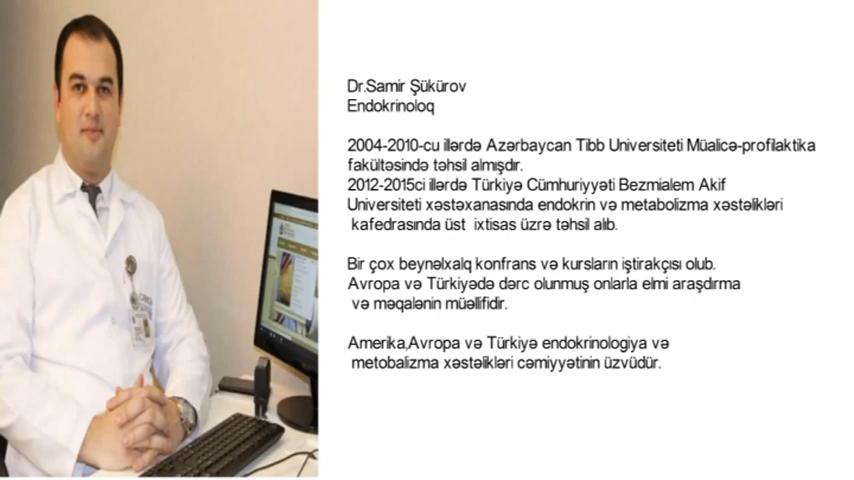 Dr.Samir Şükürov
Endokrinoloq
2004-2010-cu illərdə Azərbaycan Tibb Universiteti Müalicə-profilaktika
fakültəsində təhsil almışdır.
2012-2015ci illərdə Türkiyə Cümhuriyyəti Bezmialem Akif
Universiteti xəstəxanasında endokrin və metabolizma xəstəlikləri
kafedrasında üst ixtisas üzrə təhsil alıb.
Bir çox beynəlxalq konfrans və kursların iştirakçısı olub.
Avropa və Türkiyədə dərc olunmuş onlarla elmi araşdırma
və məqalənin müəllifidir.
Amerika,Avropa və Türkiyə endokrinologiya və
metobalizma xəstəlikləri cəmiyyətinin üzvüdür.